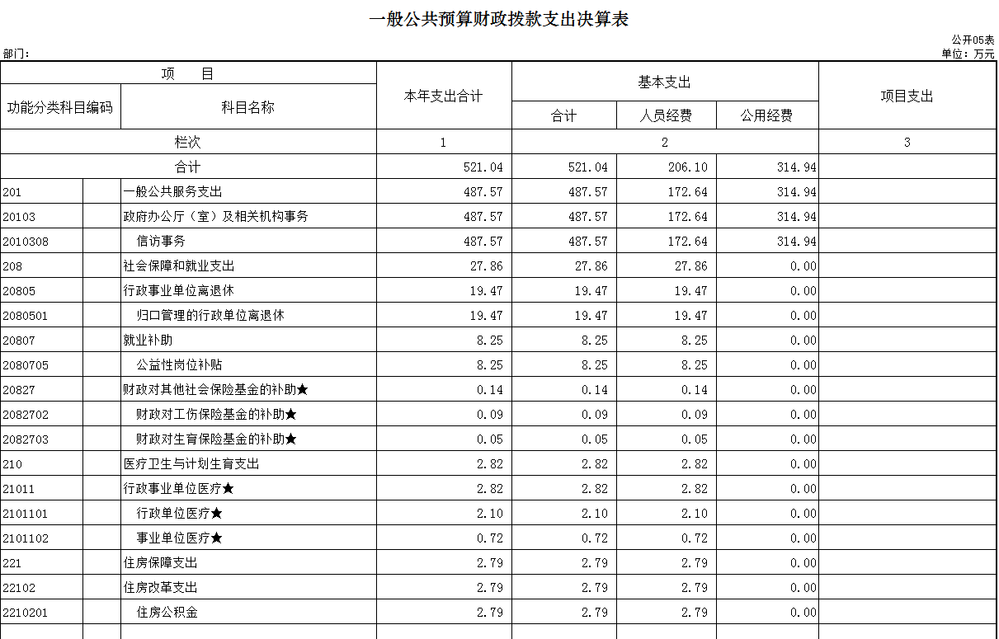 一般公共预算财政拨款支出决算表
公开05表
部门： 单位：万元
项 目 本年支出合计 基本支出 项目支出
功能分类科目编码 科目名称 合计 人员经费 公用经费
栏次 1 2 3
合计 521.04 521.04 206.10 314.94
201 一般公共服务支出 487.57 487.57 172.64 314.94
20103 政府办公厅（室）及相关机构事务 487.57 487.57 172.64 314.94
2010308 信访事务 487.57 487.57 172.64 314.94
208 社会保障和就业支出 27.86 27.86 27.86 0.00
20805 行政事业单位离退休 19.47 19.47 19.47 0.00
2080501 归口管理的行政单位离退休 19.47 19.47 19.47 0.00
20807 就业补助 8.25 8.25 8.25 0.00
2080705 公益性岗位补贴 8.25 8.25 8.25 0.00
20827 财政对其他社会保险基金的补助★ 0.14 0.14 0.14 0.00
2082702 财政对工伤保险基金的补助★ 0.09 0.09 0.09 0.00
2082703 财政对生育保险基金的补助★ 0.05 0.05 0.05 0.00
210 医疗卫生与计划生育支出 2.82 2.82 2.82 0.00
21011 行政事业单位医疗★ 2.82 2.82 2.82 0.00
2101101 行政单位医疗★ 2.10 2.10 2.10 0.00
2101102 事业单位医疗★ 0.72 0.72 0.72 0.00
221 住房保障支出 2.79 2.79 2.79 0.00
22102 住房改革支出 2.79 2.79 2.79 0.00
2210201 住房公积金 2.79 2.79 2.79 0.00